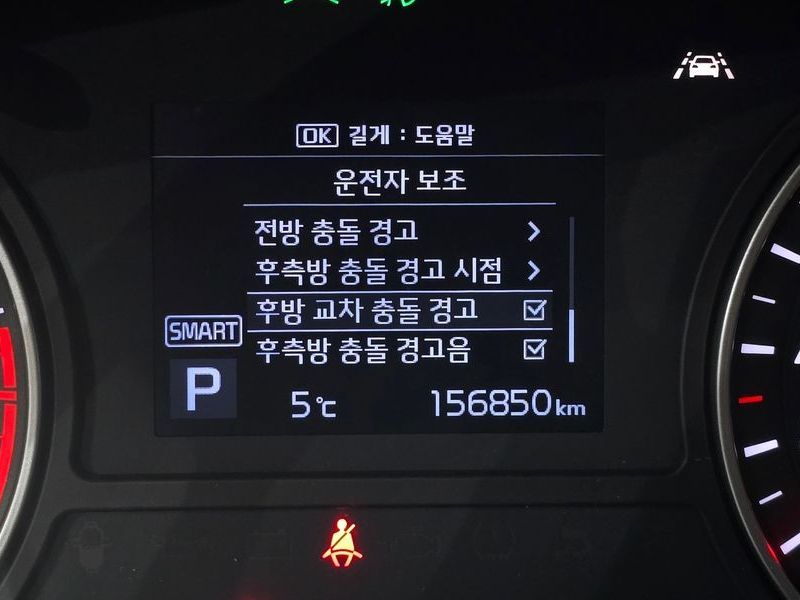 OK 길게 : 도움말
운전자 보조
전방 충돌 경고
후측방 충돌 경고 시점
후방 교차 충돌 경고
후측방 충돌 경고음
SMART
P
5℃ 156850km